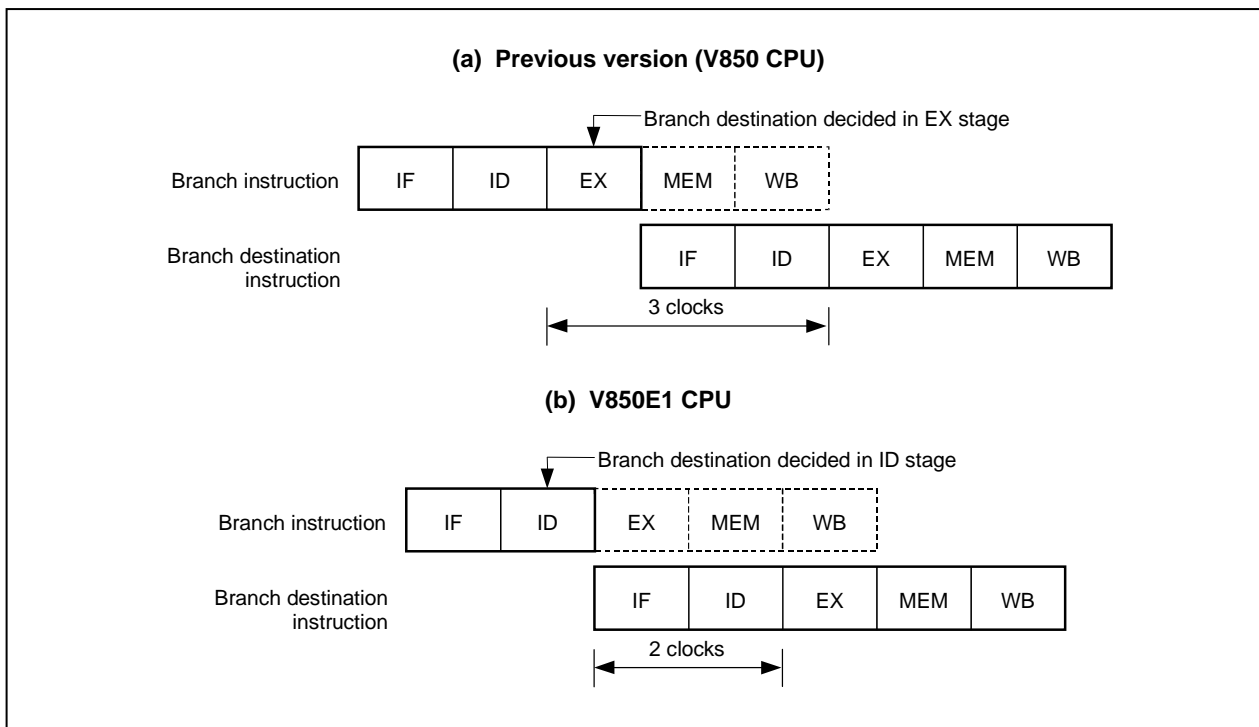 (a) Previous version (V850 CPU)
Branch destination decided in EX stage
Branch instruction IF ID EX MEM WB
Branch destination
instruction
IF ID EX MEM WB
3 clocks
(b) V850E1 CPU
Branch destination decided in ID stage
Branch instruction IF ID EX MEM WB
Branch destination
instruction
IF ID EX MEM WB
2 clocks